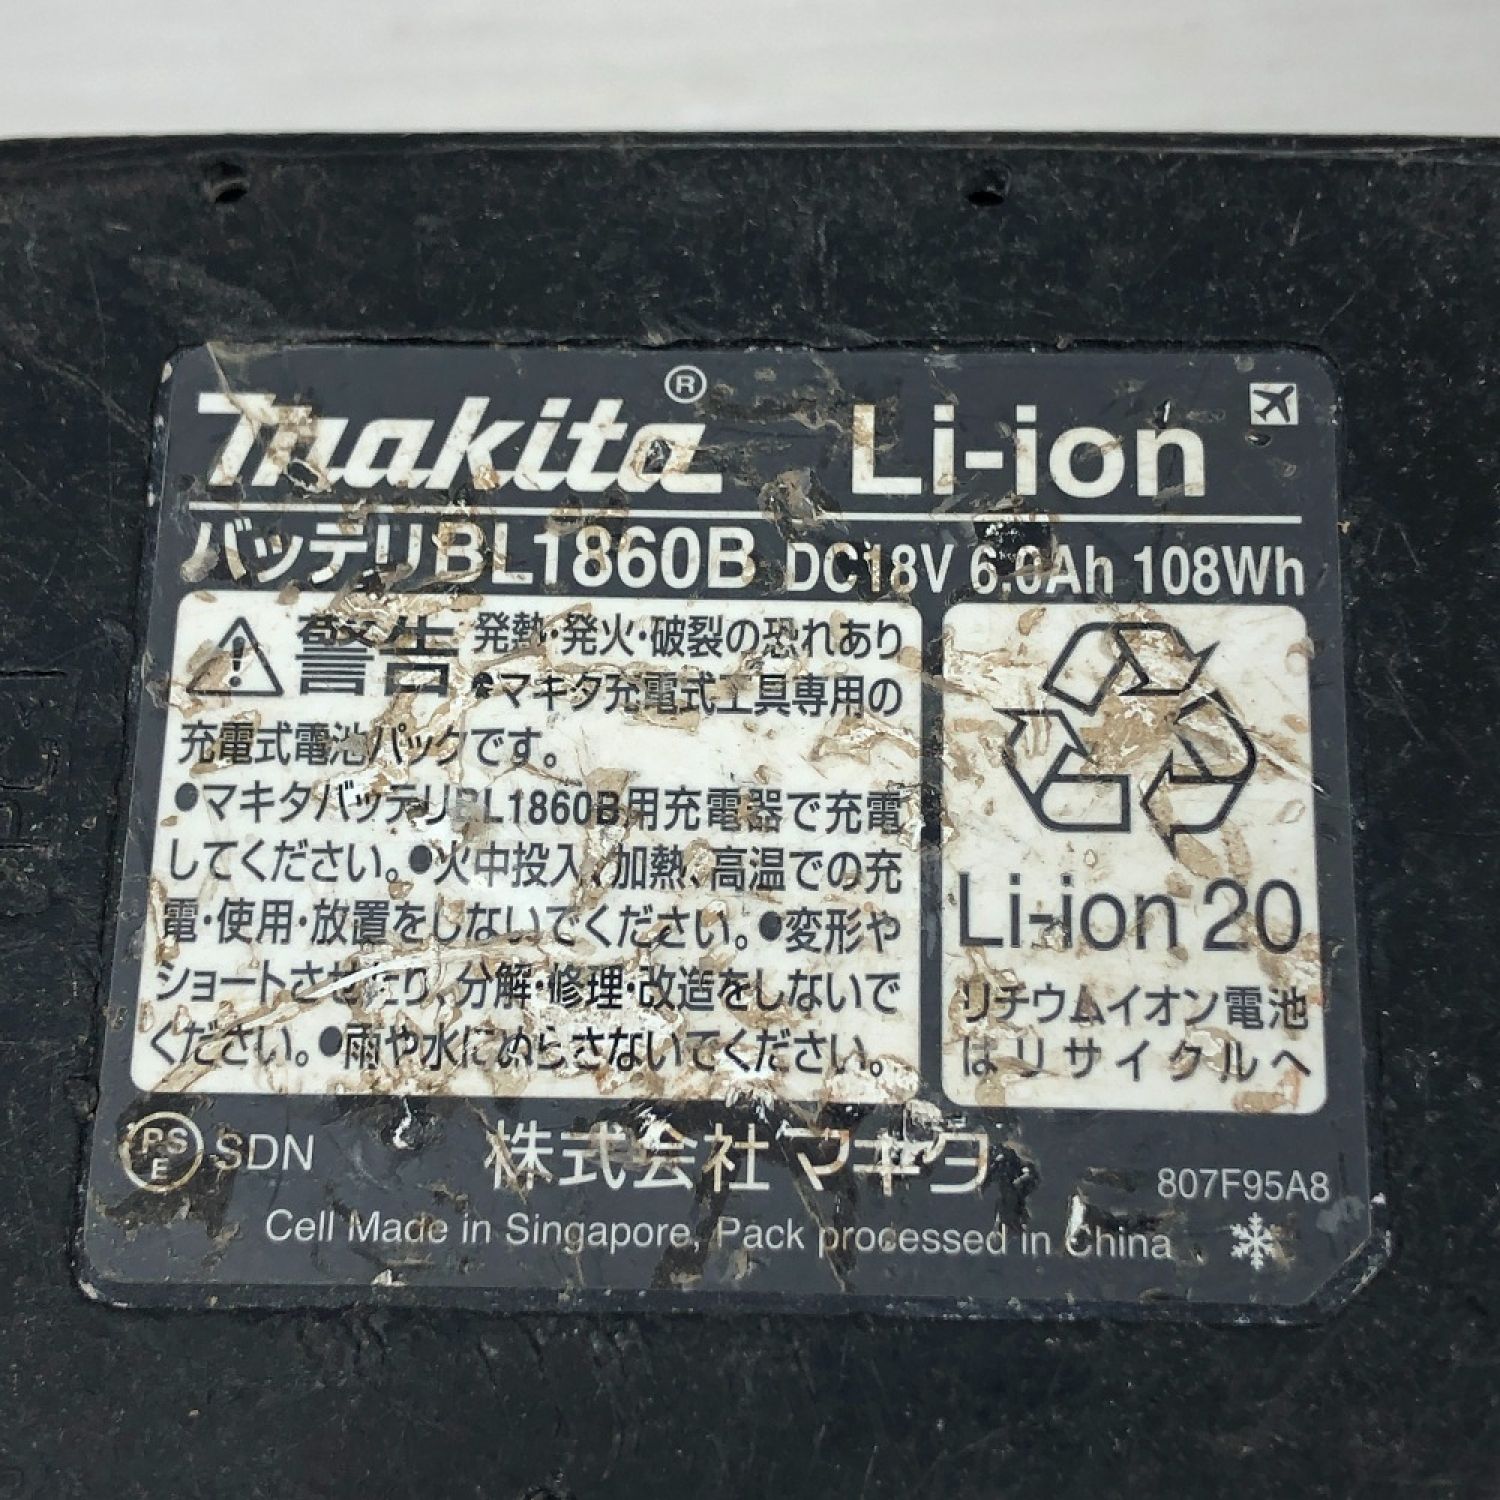 makita® Li-ion
バッテリBL1860B DC18V 6.0Ah 108Wh
警告 発熱・発火・破裂の恐れあり
●マキタ充電式工具専用の
充電式電池パックです。
●マキタバッテリBL1860B用充電器で充電
してください。●火中投入、加熱、高温での充
電・使用・放置をしないでください。●変形や
ショートさせたり、分解・修理・改造をしないで
ください。●雨や水にぬらさないでください。
Li-ion 20
リチウムイオン電池
はリサイクルへ
PS
E
SDN
株式会社マキタ
807F95A8
Cell Made in Singapore, Pack processed in China